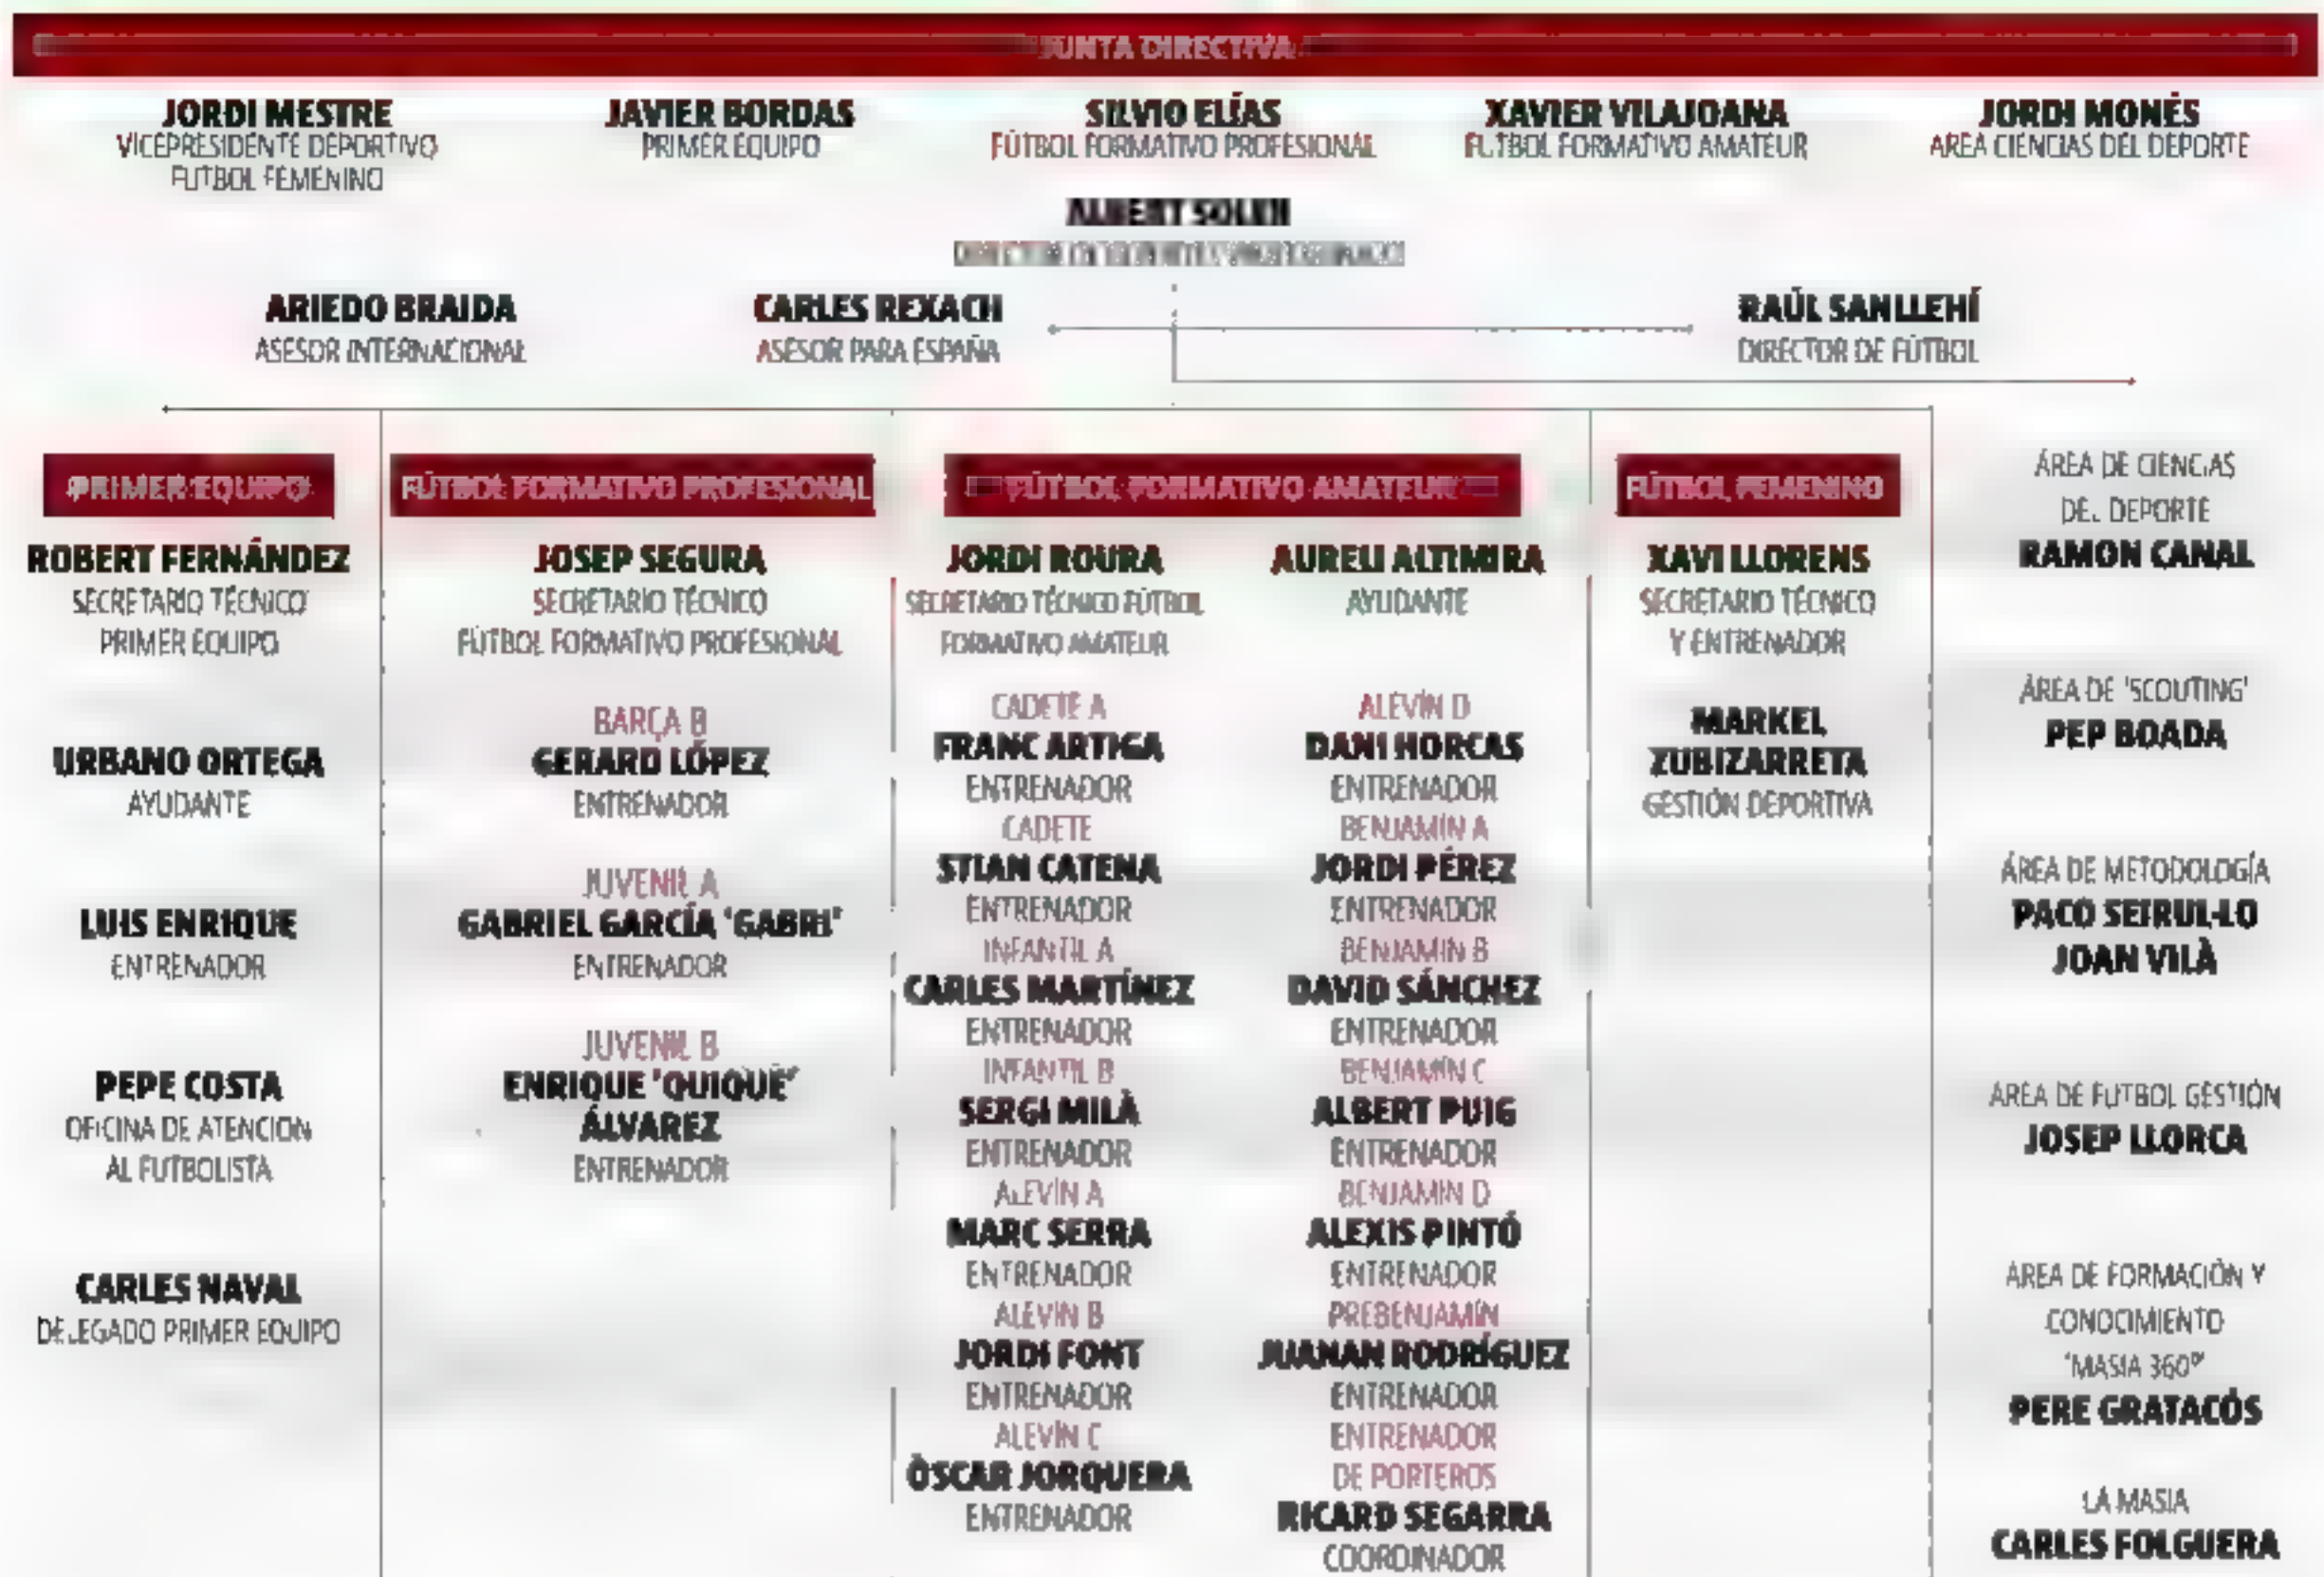 JUNTA DIRECTIVA
JORDI MESTRE
VICEPRESIDENTE DEPORTIVO
FUTBOL FEMENINO
JAVIER BORDAS
PRIMER EQUIPO
SILVIO ELÍAS
FÚTBOL FORMATIVO PROFESIONAL
XAVIER VILAJOANA
FUTBOL FORMATIVO AMATEUR
JORDI MONÉS
AREA CIENCIAS DEL DEPORTE
ALBERT SOLER
ARIEDO BRAIDA
ASESOR INTERNACIONAL
CARLES REXACH
ASESOR PARA ESPAÑA
RAÚL SANLLEHÍ
DIRECTOR DE FÚTBOL
PRIMER EQUIPO
ROBERT FERNÁNDEZ
SECRETARIO TÉCNICO
PRIMER EQUIPO
URBANO ORTEGA
AYUDANTE
LUIS ENRIQUE
ENTRENADOR
PEPE COSTA
OFICINA DE ATENCION
AL FUTBOLISTA
CARLES NAVAL
DELEGADO PRIMER EQUIPO
FÚTBOL FORMATIVO PROFESIONAL
JOSEP SEGURA
SECRETARIO TÉCNICO
FÚTBOL FORMATIVO PROFESIONAL
BARÇA B
GERARD LÓPEZ
ENTRENADOR
JUVENIL A
GABRIEL GARCÍA 'GABRI'
ENTRENADOR
JUVENIL B
ENRIQUE 'QUIQUE'
ÁLVAREZ
ENTRENADOR
FÚTBOL FORMATIVO AMATEUR
JORDI ROURA
SECRETARIO TÉCNICO FÚTBOL
FORMATIVO AMATEUR
CADETE A
FRANC ARTIGA
ENTRENADOR
CADETE
STIAN CATENA
ENTRENADOR
INFANTIL A
CARLES MARTÍNEZ
ENTRENADOR
INFANTIL B
SERGI MILÀ
ENTRENADOR
ALEVÍN A
MARC SERRA
ENTRENADOR
ALEVÍN B
JORDI FONT
ENTRENADOR
ALEVÍN C
ÒSCAR JORQUERA
ENTRENADOR
AURELI ALTIMIRA
AYUDANTE
ALEVÍN D
DANI HORCAS
ENTRENADOR
BENJAMÍN A
JORDI PÉREZ
ENTRENADOR
BENJAMÍN B
DAVID SÁNCHEZ
ENTRENADOR
BENJAMÍN C
ALBERT PUIG
ENTRENADOR
BENJAMÍN D
ALEXIS PINTÓ
ENTRENADOR
PREBENJAMÍN
JUANAN RODRÍGUEZ
ENTRENADOR
ENTRENADOR
DE PORTEROS
RICARD SEGARRA
COORDINADOR
FÚTBOL FEMENINO
XAVI LLORENS
SECRETARIO TÉCNICO
Y ENTRENADOR
MARKEL
ZUBIZARRETA
GESTIÓN DEPORTIVA
ÁREA DE CIENCIAS
DEL DEPORTE
RAMON CANAL
ÁREA DE 'SCOUTING'
PEP BOADA
ÁREA DE METODOLOGÍA
PACO SEIRUL·LO
JOAN VILÀ
AREA DE FUTBOL GESTIÓN
JOSEP LLORCA
AREA DE FORMACIÓN Y
CONOCIMIENTO
'MASIA 360º'
PERE GRATACÓS
LA MASIA
CARLES FOLGUERA